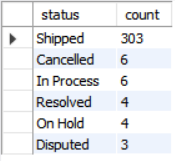 status count
Shipped 303
Cancelled 6
In Process 6
Resolved 4
On Hold 4
Disputed 3